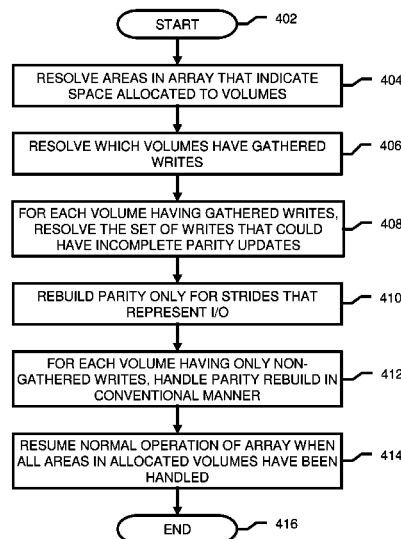 START
402
RESOLVE AREAS IN ARRAY THAT INDICATE
SPACE ALLOCATED TO VOLUMES
404
RESOLVE WHICH VOLUMES HAVE GATHERED
WRITES
406
FOR EACH VOLUME HAVING GATHERED WRITES,
RESOLVE THE SET OF WRITES THAT COULD
HAVE INCOMPLETE PARITY UPDATES
408
REBUILD PARITY ONLY FOR STRIDES THAT
REPRESENT I/O
410
FOR EACH VOLUME HAVING ONLY NON-
GATHERED WRITES, HANDLE PARITY REBUILD IN
CONVENTIONAL MANNER
412
RESUME NORMAL OPERATION OF ARRAY WHEN
ALL AREAS IN ALLOCATED VOLUMES HAVE BEEN
HANDLED
414
END
416